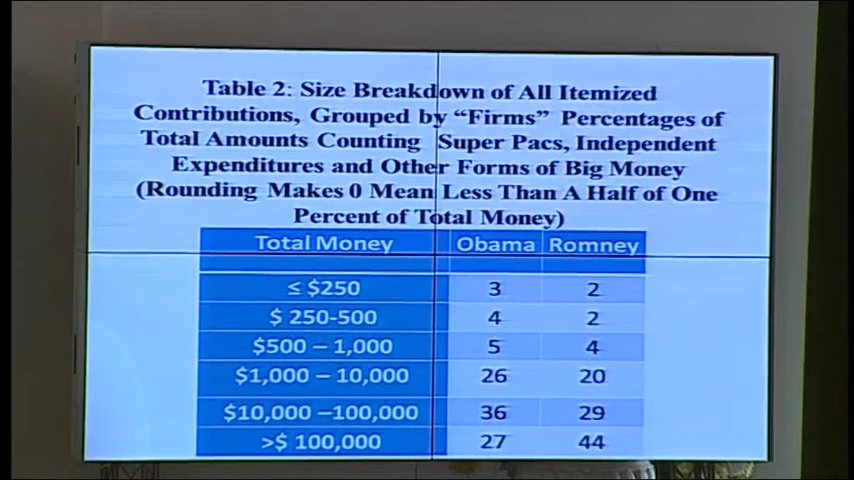 Table 2: Size Breakdown of All Itemized
Contributions, Grouped by “Firms” Percentages of
Total Amounts Counting Super Pacs, Independent
Expenditures and Other Forms of Big Money
(Rounding Makes 0 Mean Less Than A Half of One
Percent of Total Money)
Total Money Obama Romney
≤ $250 3 2
$ 250-500 4 2
$500 – 1,000 5 4
$1,000 – 10,000 26 20
$10,000 –100,000 36 29
>$ 100,000 27 44